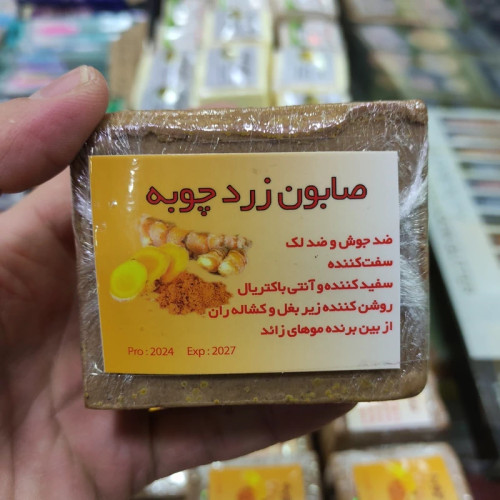 صابون زرد چوبه
ضد جوش و ضد لک
سفت‌کننده
سفید کننده و آنتی باکتریال
روشن کننده زیر بغل و کشاله ران
از بین برنده موهای زائد
Pro : 2024 Exp : 2027